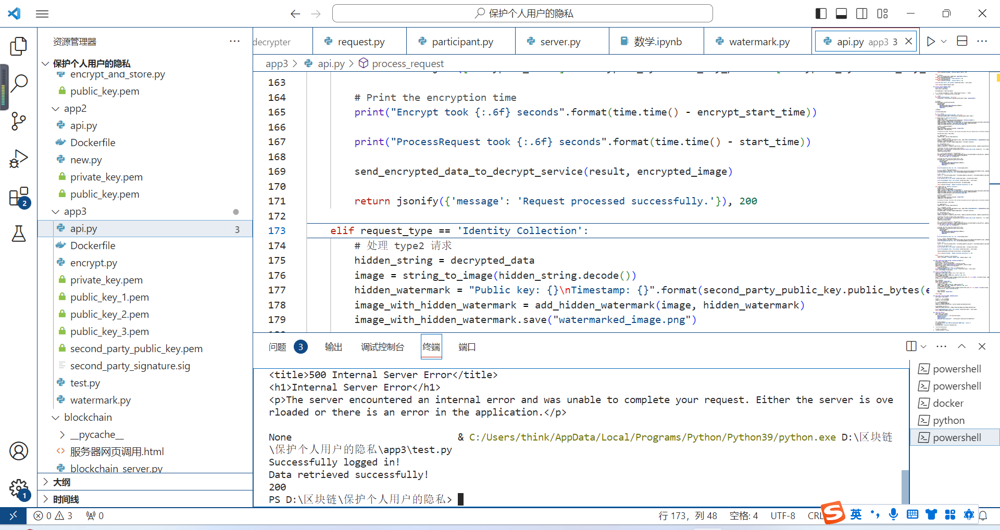 保护个人用户的隐私
资源管理器
保护个人用户的隐私
encrypt_and_store.py
public_key.pem
app2
api.py
Dockerfile
new.py
private_key.pem
public_key.pem
app3
api.py 3
Dockerfile
encrypt.py
private_key.pem
public_key_1.pem
public_key_2.pem
public_key_3.pem
second_party_public_key.pem
second_party_signature.sig
test.py
watermark.py
blockchain
__pycache__
服务器网页调用.html
blockchain_server.py
大纲
时间线
2
1
decrypter request.py participant.py server.py 数学.ipynb watermark.py api.py app3 3
app3 > api.py > process_request
163
164 # Print the encryption time
165 print("Encrypt took {:.6f} seconds".format(time.time() - encrypt_start_time))
166
167 print("ProcessRequest took {:.6f} seconds".format(time.time() - start_time))
168
169 send_encrypted_data_to_decrypt_service(result, encrypted_image)
170
171 return jsonify({'message': 'Request processed successfully.'}), 200
172
173 elif request_type == 'Identity Collection':
174 # 处理 type2 请求
175 hidden_string = decrypted_data
176 image = string_to_image(hidden_string.decode())
177 hidden_watermark = "Public key: {}\nTimestamp: {}".format(second_party_public_key.public_bytes(e
178 image_with_hidden_watermark = add_hidden_watermark(image, hidden_watermark)
179 image_with_hidden_watermark.save("watermarked_image.png")
问题 3 输出 调试控制台 终端 端口
<title>500 Internal Server Error</title>
<h1>Internal Server Error</h1>
<p>The server encountered an internal error and was unable to complete your request. Either the server is ove
rloaded or there is an error in the application.</p>
None & C:/Users/think/AppData/Local/Programs/Python/Python39/python.exe D:\区块链
\保护个人用户的隐私\app3\test.py
Successfully logged in!
Data retrieved successfully!
200
PS D:\区块链\保护个人用户的隐私>
powershell
powershell
docker
python
powershell
0 3 0 行 173，列 48 空格: 4 UTF-8 CRL 英